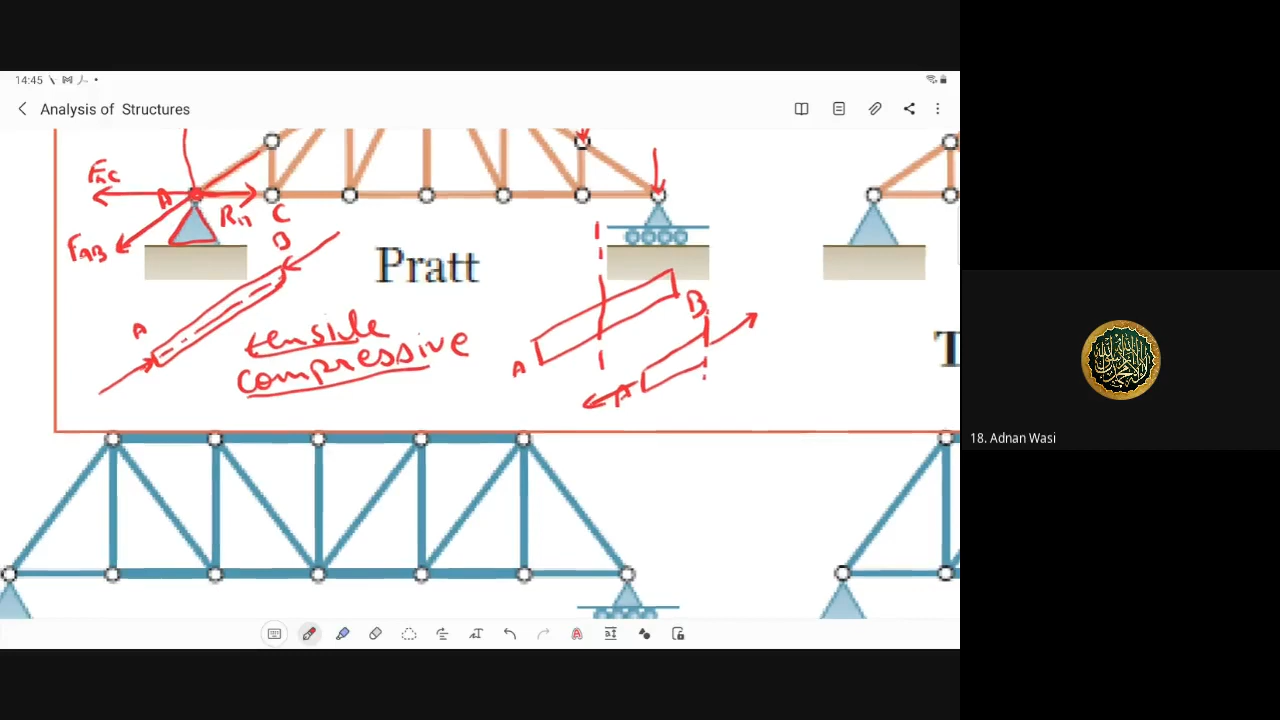 14:45
Analysis of Structures
FAC
A
RA
C
FAB
B
Pratt
A
tensile
compressive
B
A
A
T
18. Adnan Wasi